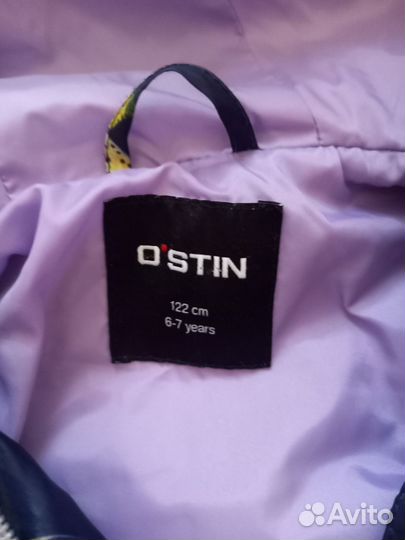 O'STIN
122 cm
6-7 years
Avito